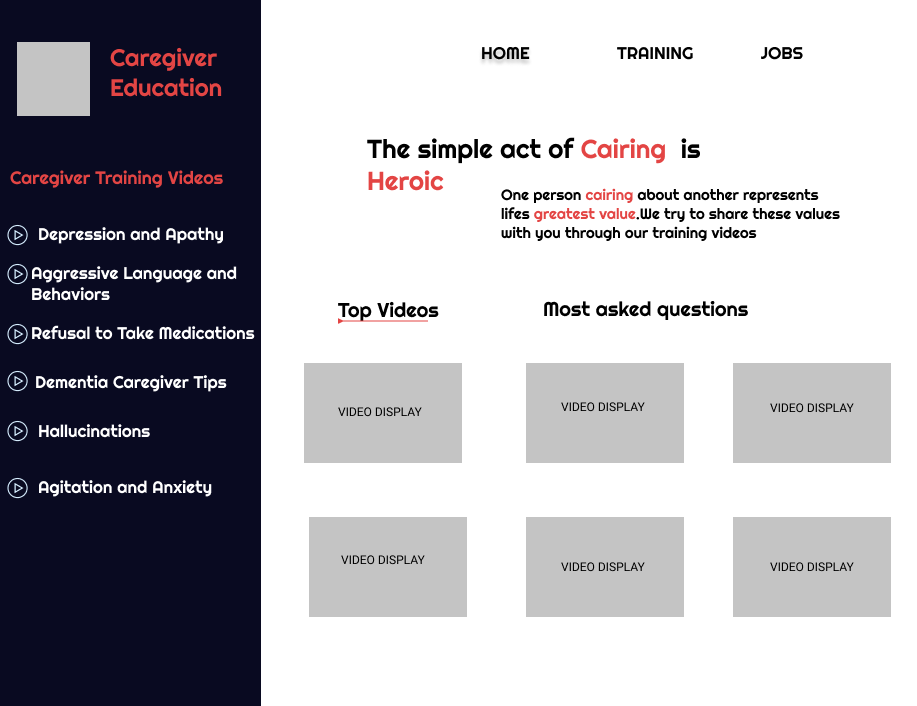 Caregiver
Education
Caregiver Training Videos
Depression and Apathy
Aggressive Language and
Behaviors
Refusal to Take Medications
Dementia Caregiver Tips
Hallucinations
Agitation and Anxiety
HOME TRAINING JOBS
The simple act of Cairing is
Heroic
One person cairing about another represents
lifes greatest value.We try to share these values
with you through our training videos
Top Videos
Most asked questions
VIDEO DISPLAY
VIDEO DISPLAY
VIDEO DISPLAY
VIDEO DISPLAY
VIDEO DISPLAY
VIDEO DISPLAY